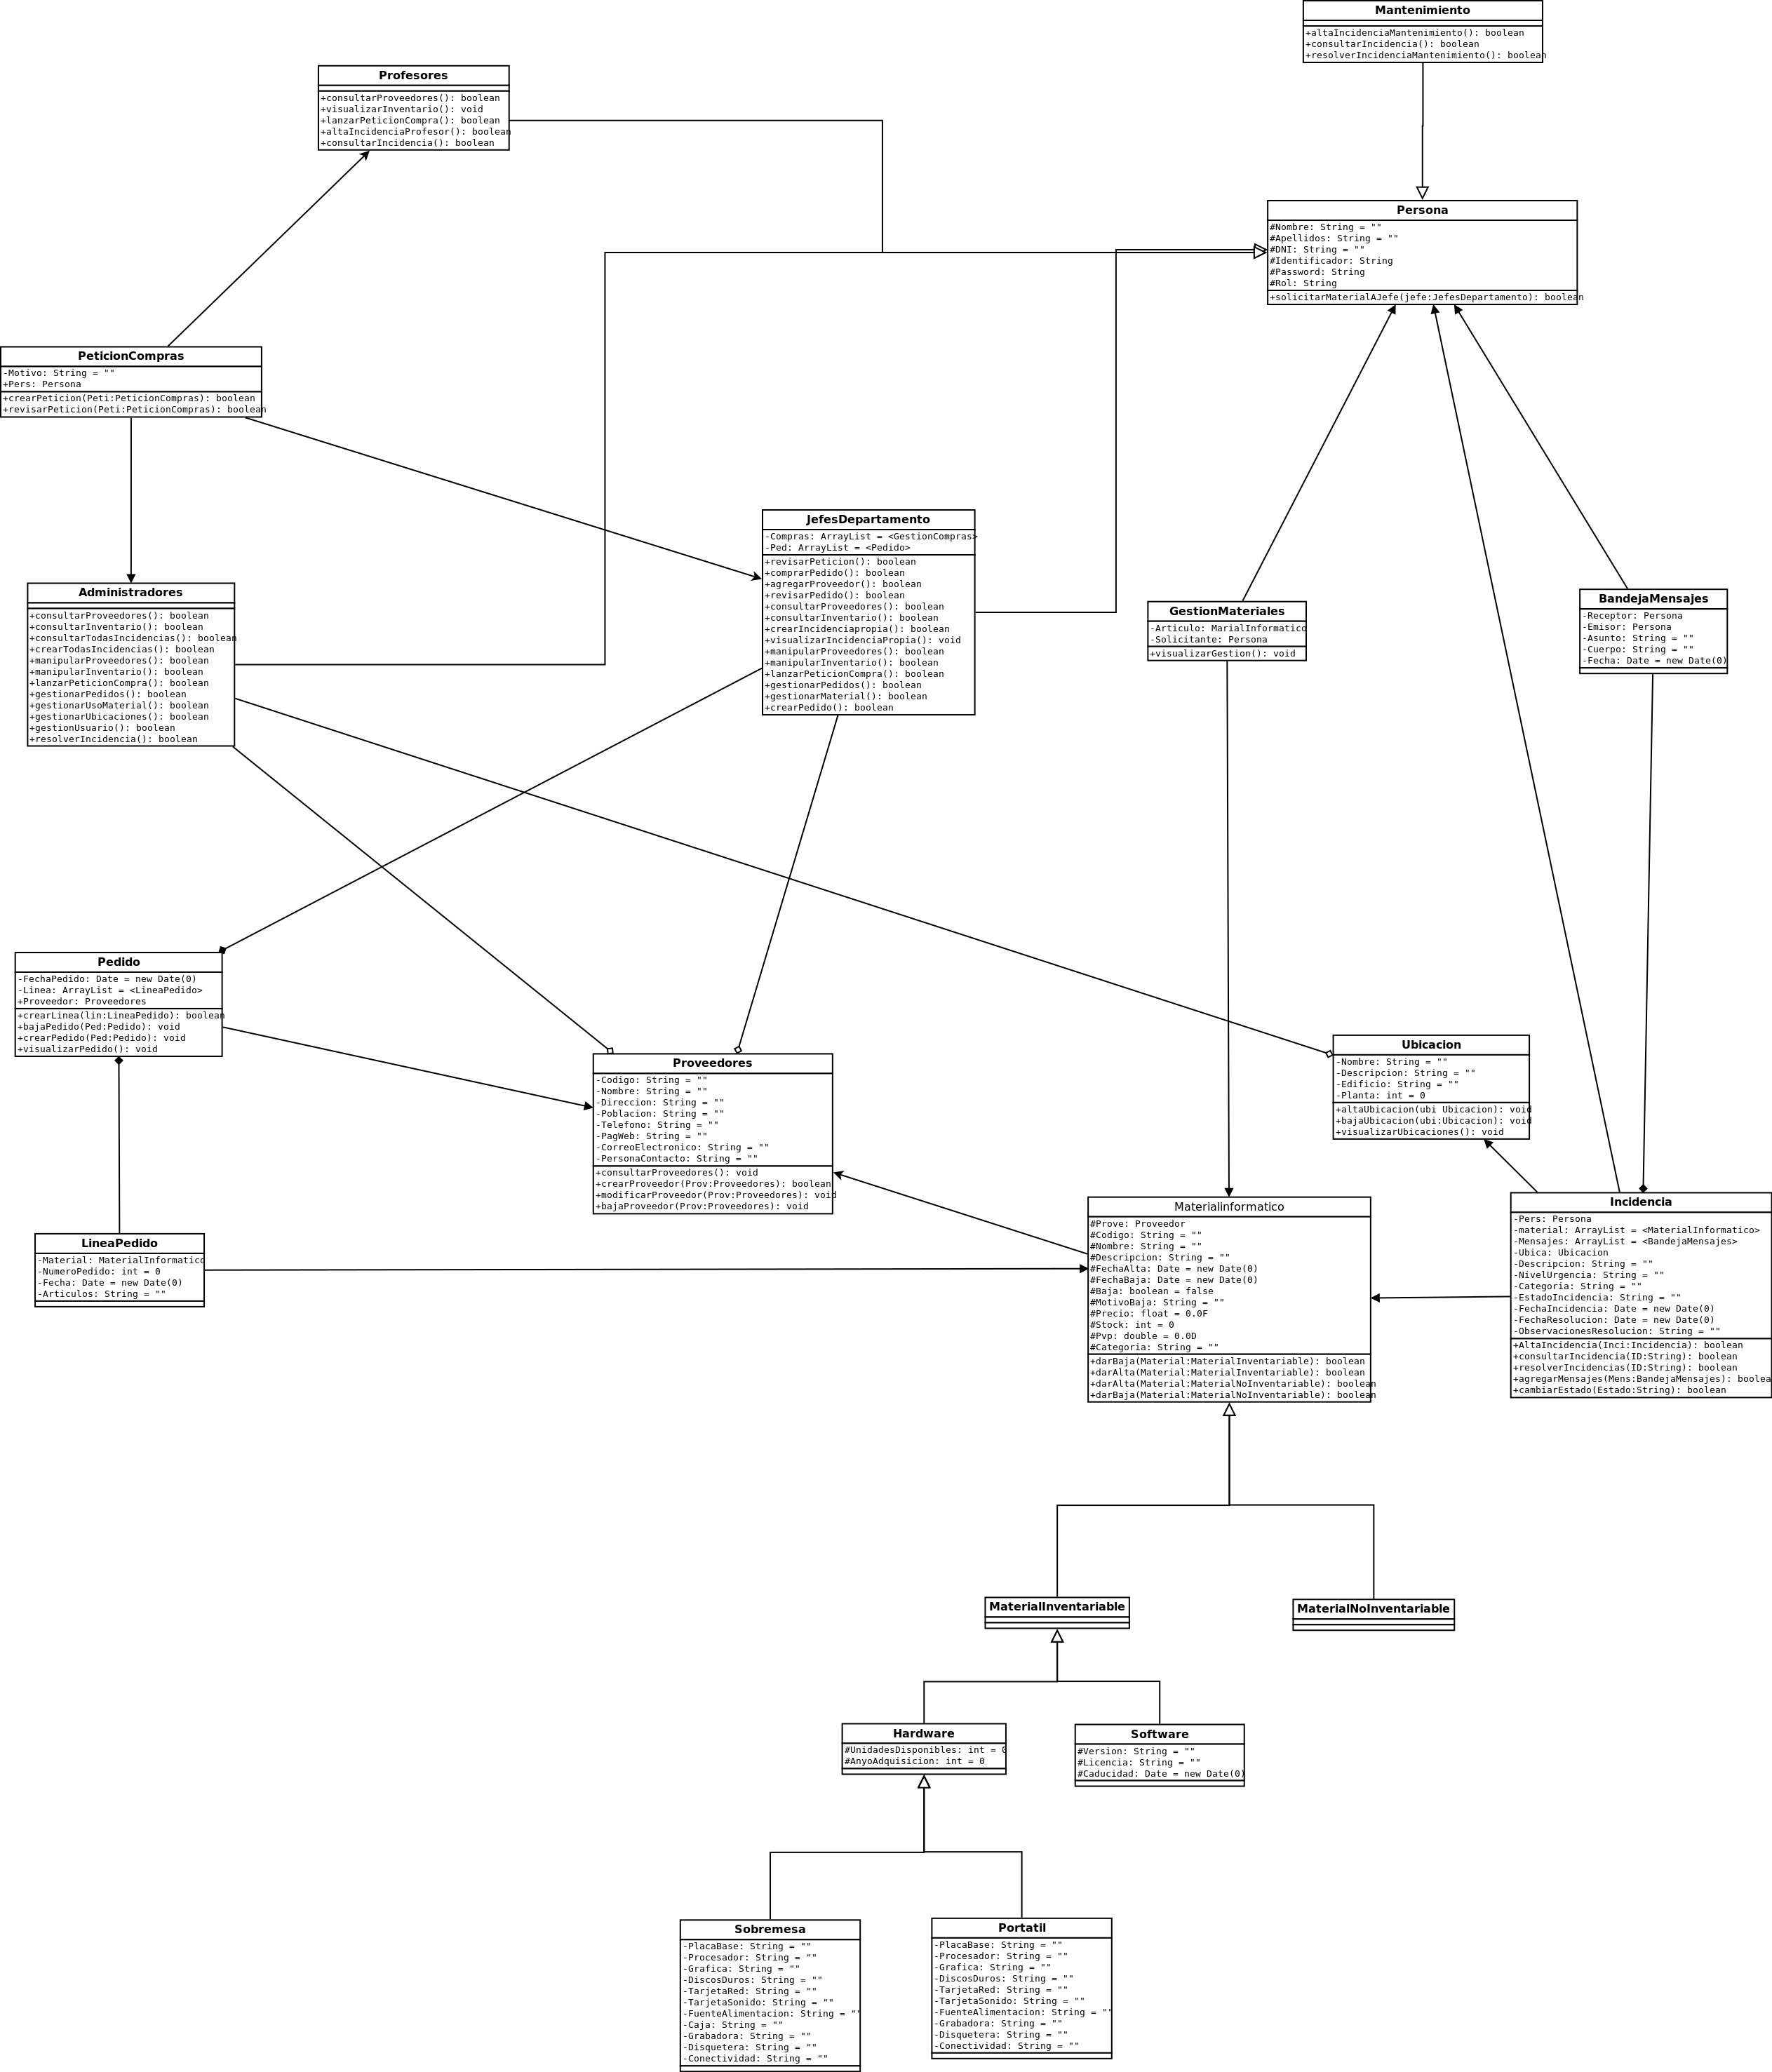 Mantenimiento
+altaIncidenciaMantenimiento(): boolean
+consultarIncidencia(): boolean
+resolverIncidenciaMantenimiento(): boolean
Profesores
+consultarProveedores(): boolean
+visualizarInventario(): void
+lanzarPeticionCompra(): boolean
+altaIncidenciaProfesor(): boolean
+consultarIncidencia(): boolean
Persona
#Nombre: String = ""
#Apellidos: String = ""
#DNI: String = ""
#Identificador: String
#Password: String
#Rol: String
+solicitarMaterialAJefe(jefe:JefesDepartamento): boolean
PeticionCompras
-Motivo: String = ""
+Pers: Persona
+crearPeticion(Peti:PeticionCompras): boolean
+revisarPeticion(Peti:PeticionCompras): boolean
JefesDepartamento
-Compras: ArrayList = <GestionCompras>
-Ped: ArrayList = <Pedido>
+revisarPeticion(): boolean
+comprarPedido(): boolean
+agregarProveedor(): boolean
+revisarPedido(): boolean
+consultarProveedores(): boolean
+consultarInventario(): boolean
+crearIncidenciapropia(): boolean
+visualizarIncidenciaPropia(): void
+manipularProveedores(): boolean
+manipularInventario(): boolean
+lanzarPeticionCompra(): boolean
+gestionarPedidos(): boolean
+gestionarMaterial(): boolean
+crearPedido(): boolean
Administradores
+consultarProveedores(): boolean
+consultarInventario(): boolean
+consultarTodasIncidencias(): boolean
+crearTodasIncidencias(): boolean
+manipularProveedores(): boolean
+manipularInventario(): boolean
+lanzarPeticionCompra(): boolean
+gestionarPedidos(): boolean
+gestionarUsoMaterial(): boolean
+gestionarUbicaciones(): boolean
+gestionUsuario(): boolean
+resolverIncidencia(): boolean
GestionMateriales
-Articulo: MarialInformatico
-Solicitante: Persona
+visualizarGestion(): void
BandejaMensajes
-Receptor: Persona
-Emisor: Persona
-Asunto: String = ""
-Cuerpo: String = ""
-Fecha: Date = new Date(0)
Pedido
-FechaPedido: Date = new Date(0)
-Linea: ArrayList = <LineaPedido>
+Proveedor: Proveedores
+crearLinea(lin:LineaPedido): boolean
+bajaPedido(Ped:Pedido): void
+crearPedido(Ped:Pedido): void
+visualizarPedido(): void
Proveedores
-Codigo: String = ""
-Nombre: String = ""
-Direccion: String = ""
-Poblacion: String = ""
-Telefono: String = ""
-PagWeb: String = ""
-CorreoElectronico: String = ""
-PersonaContacto: String = ""
+consultarProveedores(): void
+crearProveedor(Prov:Proveedores): boolean
+modificarProveedor(Prov:Proveedores): void
+bajaProveedor(Prov:Proveedores): void
Ubicacion
-Nombre: String = ""
-Descripcion: String = ""
-Edificio: String = ""
-Planta: int = 0
+altaUbicacion(ubi Ubicacion): void
+bajaUbicacion(ubi:Ubicacion): void
+visualizarUbicaciones(): void
LineaPedido
-Material: MaterialInformatico
-NumeroPedido: int = 0
-Fecha: Date = new Date(0)
-Articulos: String = ""
Materialinformatico
#Prove: Proveedor
#Codigo: String = ""
#Nombre: String = ""
#Descripcion: String = ""
#FechaAlta: Date = new Date(0)
#FechaBaja: Date = new Date(0)
#Baja: boolean = false
#MotivoBaja: String = ""
#Precio: float = 0.0F
#Stock: int = 0
#Pvp: double = 0.0D
#Categoria: String = ""
+darBaja(Material:MaterialInventariable): boolean
+darAlta(Material:MaterialInventariable): boolean
+darAlta(Material:MaterialNoInventariable): boolean
+darBaja(Material:MaterialNoInventariable): boolean
Incidencia
-Pers: Persona
-material: ArrayList = <MaterialInformatico>
-Mensajes: ArrayList = <BandejaMensajes>
-Ubica: Ubicacion
-Descripcion: String = ""
-NivelUrgencia: String = ""
-Categoria: String = ""
-EstadoIncidencia: String = ""
-FechaIncidencia: Date = new Date(0)
-FechaResolucion: Date = new Date(0)
-ObservacionesResolucion: String = ""
+AltaIncidencia(Inci:Incidencia): boolean
+consultarIncidencia(ID:String): boolean
+resolverIncidencias(ID:String): boolean
+agregarMensajes(Mens:BandejaMensajes): boolea
+cambiarEstado(Estado:String): boolean
MaterialInventariable
MaterialNoInventariable
Hardware
#UnidadesDisponibles: int = 0
#AnyoAdquisicion: int = 0
Software
#Version: String = ""
#Licencia: String = ""
#Caducidad: Date = new Date(0)
Sobremesa
-PlacaBase: String = ""
-Procesador: String = ""
-Grafica: String = ""
-DiscosDuros: String = ""
-TarjetaRed: String = ""
-TarjetaSonido: String = ""
-FuenteAlimentacion: String = ""
-Caja: String = ""
-Grabadora: String = ""
-Disquetera: String = ""
-Conectividad: String = ""
Portatil
-PlacaBase: String = ""
-Procesador: String = ""
-Grafica: String = ""
-DiscosDuros: String = ""
-TarjetaRed: String = ""
-TarjetaSonido: String = ""
-FuenteAlimentacion: String = ""
-Grabadora: String = ""
-Disquetera: String = ""
-Conectividad: String = ""